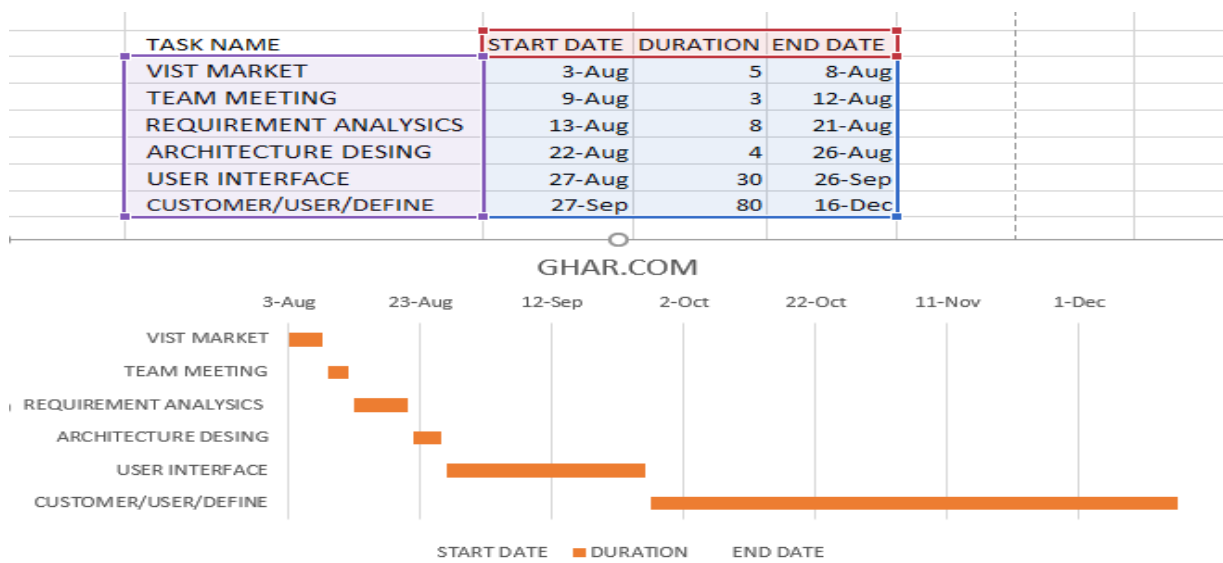 TASK NAME START DATE DURATION END DATE
VIST MARKET 3-Aug 5 8-Aug
TEAM MEETING 9-Aug 3 12-Aug
REQUIREMENT ANALYSICS 13-Aug 8 21-Aug
ARCHITECTURE DESING 22-Aug 4 26-Aug
USER INTERFACE 27-Aug 30 26-Sep
CUSTOMER/USER/DEFINE 27-Sep 80 16-Dec
GHAR.COM
3-Aug 23-Aug 12-Sep 2-Oct 22-Oct 11-Nov 1-Dec
VIST MARKET
TEAM MEETING
REQUIREMENT ANALYSICS
ARCHITECTURE DESING
USER INTERFACE
CUSTOMER/USER/DEFINE
START DATE DURATION END DATE